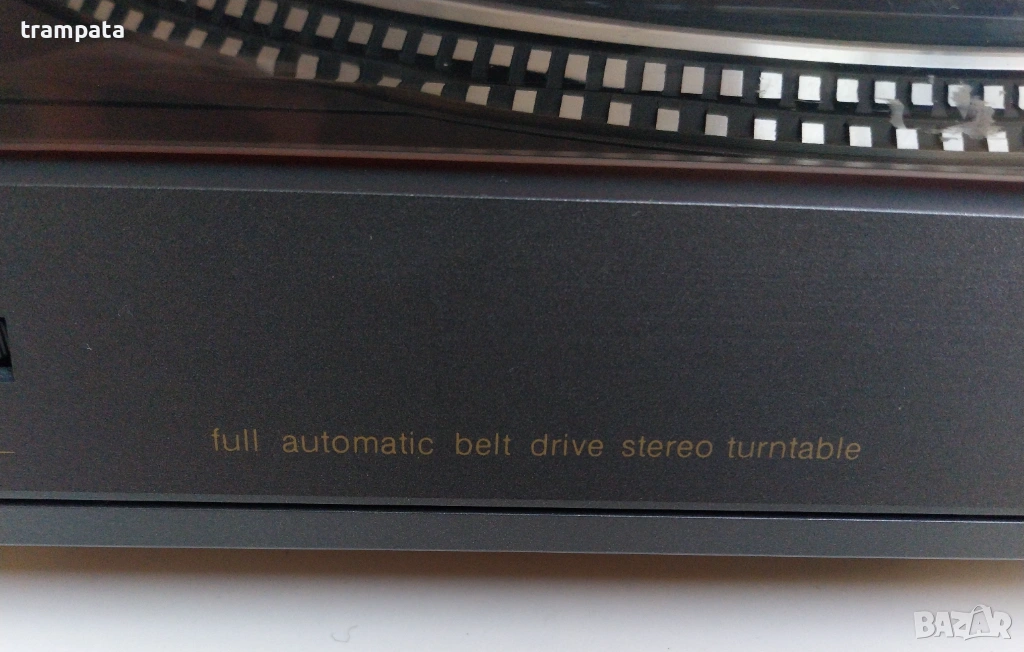 trampata
full automatic belt drive stereo turntable
BAZAR